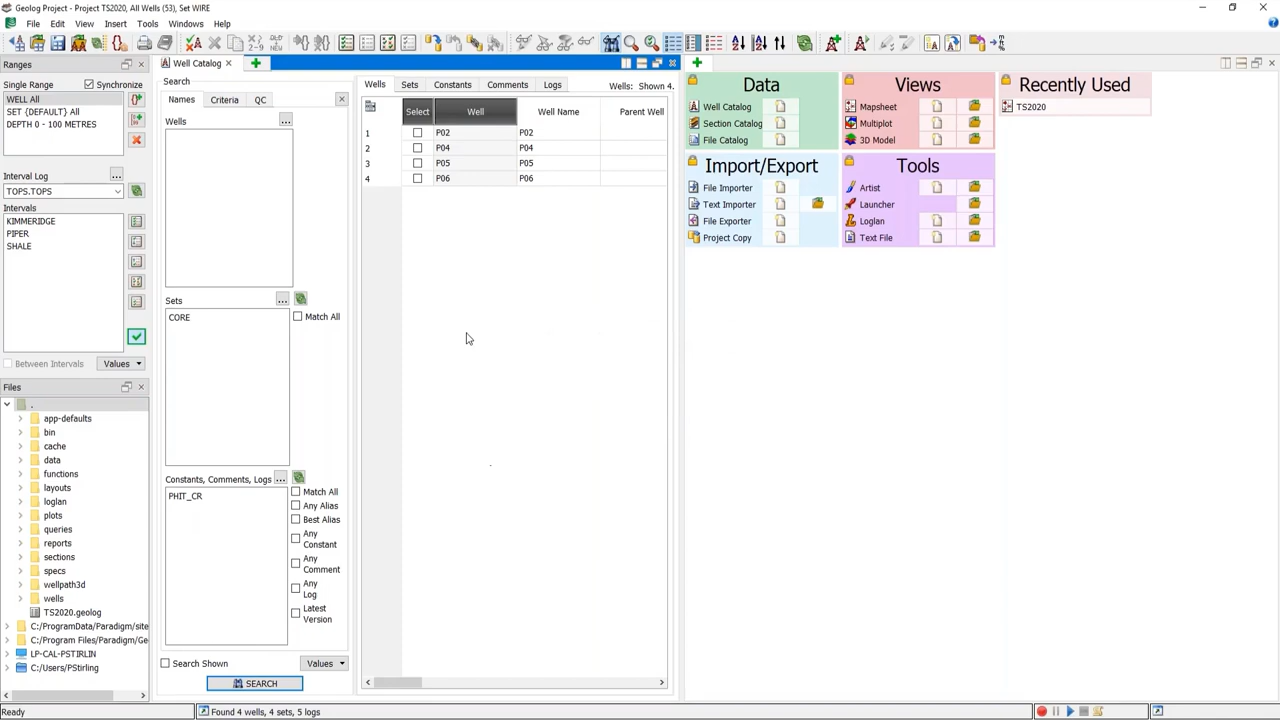 Geolog Project - Project TS2020, All Wells (53), Set WIRE
File Edit View Insert Tools Windows Help
Ranges
Single Range Synchronize
WELL All
SET {DEFAULT} All
DEPTH 0 - 100 METRES
Interval Log ...
TOPS.TOPS
Intervals
KIMMERIDGE
PIPER
SHALE
Between Intervals Values
Files
.
app-defaults
bin
cache
data
functions
layouts
loglan
plots
queries
reports
sections
specs
wellpath3d
wells
TS2020.geolog
C:/ProgramData/Paradigm/site
C:/Program Files/Paradigm/Ge
LP-CAL-PSTIRLIN
C:/Users/PStirling
Well Catalog
Search
Names Criteria QC
Wells ...
Sets ...
CORE
Match All
Constants, Comments, Logs ...
PHIT_CR
Match All
Any Alias
Best Alias
Any Constant
Any Comment
Any Log
Latest Version
Search Shown Values
SEARCH
Wells Sets Constants Comments Logs Wells: Shown 4.
Select Well Well Name Parent Well
1 P02 P02
2 P04 P04
3 P05 P05
4 P06 P06
Data
Well Catalog
Section Catalog
File Catalog
Views
Mapsheet
Multiplot
3D Model
Recently Used
TS2020
Import/Export
File Importer
Text Importer
File Exporter
Project Copy
Tools
Artist
Launcher
Loglan
Text File
Ready Found 4 wells, 4 sets, 5 logs